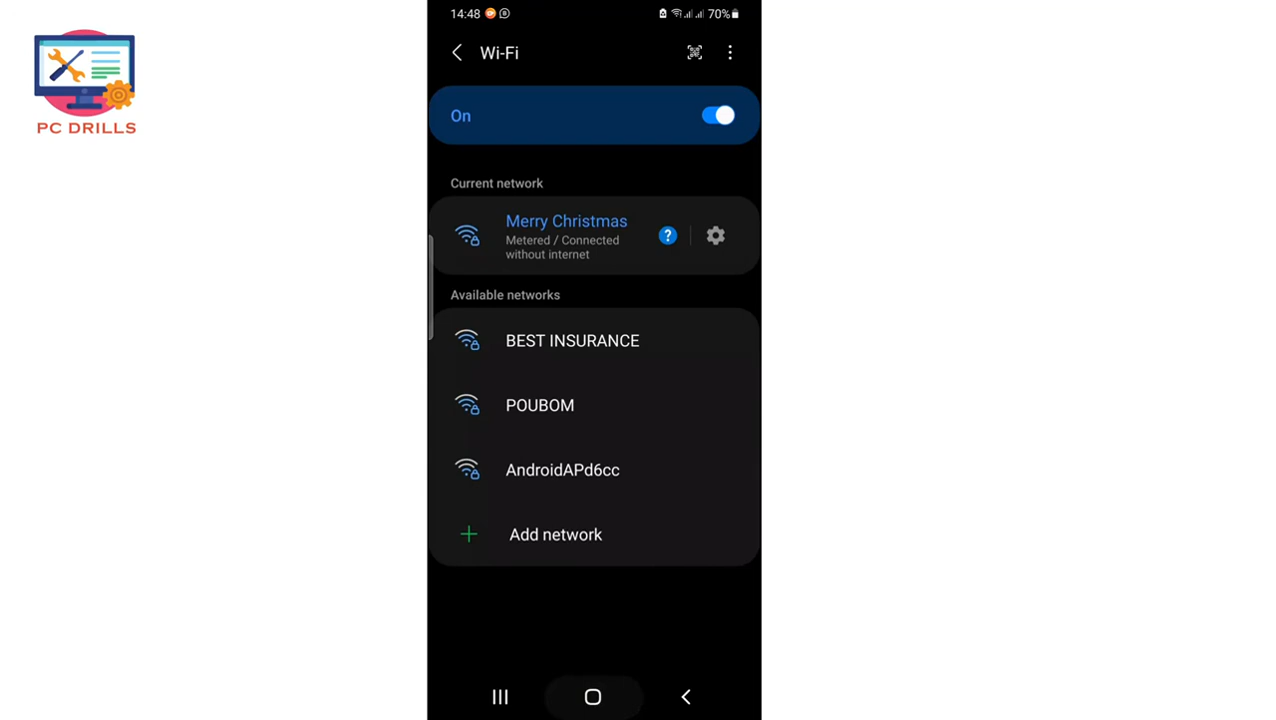 PC DRILLS
14:48
70%
Wi-Fi
On
Current network
Merry Christmas
Metered / Connected
without internet
?
Available networks
BEST INSURANCE
POUBOM
AndroidAPd6cc
+ Add network